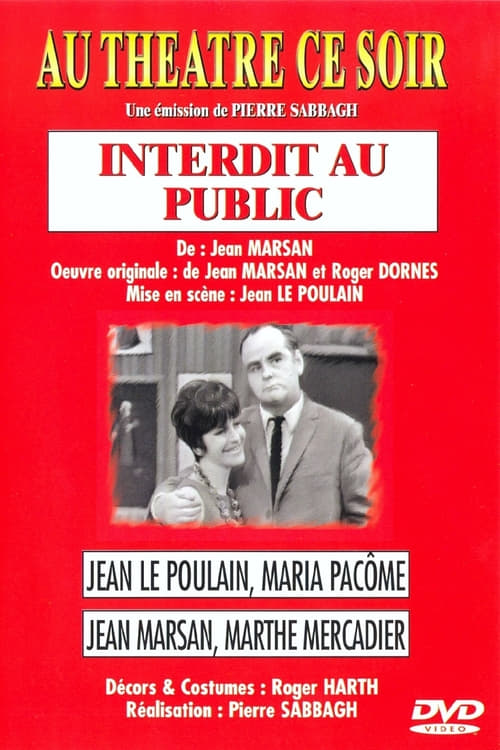 AU THEATRE CE SOIR
Une émission de PIERRE SABBAGH
INTERDIT AU
PUBLIC
De : Jean MARSAN
Oeuvre originale : de Jean MARSAN et Roger DORNES
Mise en scène : Jean LE POULAIN
JEAN LE POULAIN, MARIA PACÔME
JEAN MARSAN, MARTHE MERCADIER
Décors & Costumes : Roger HARTH
Réalisation : Pierre SABBAGH
DVD
VIDEO